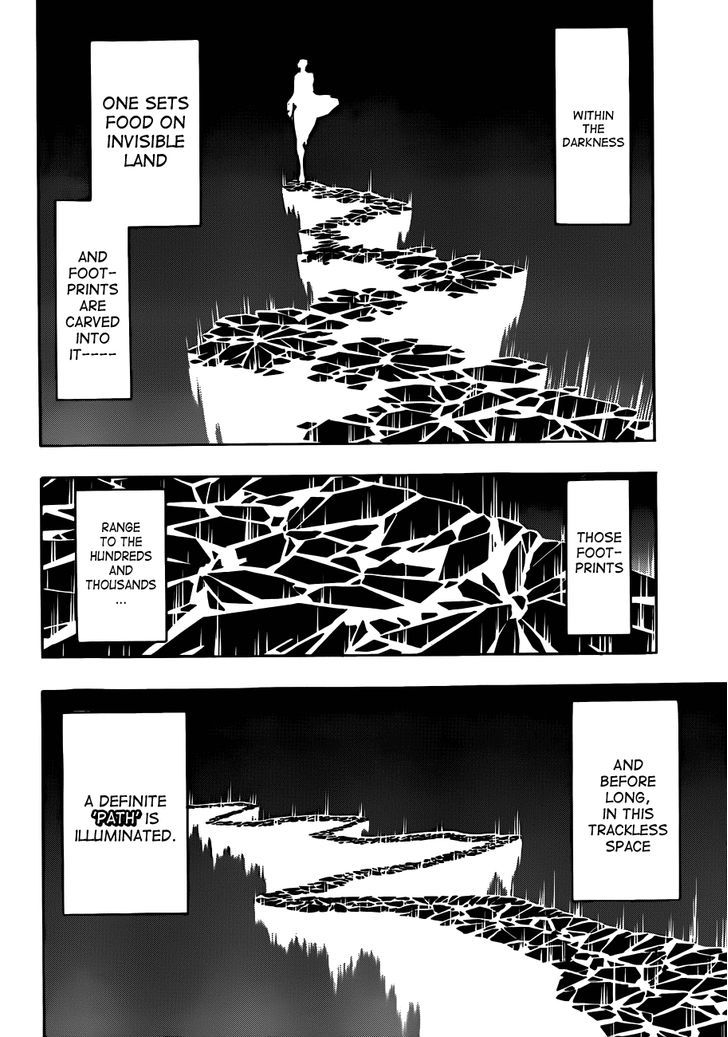 WITHIN
THE
DARKNESS
ONE SETS
FOOD ON
INVISIBLE
LAND
AND
FOOT-
PRINTS
ARE
CARVED
INTO
IT----
THOSE
FOOT-
PRINTS
RANGE
TO THE
HUNDREDS
AND
THOUSANDS
...
AND
BEFORE
LONG,
IN THIS
TRACKLESS
SPACE
A DEFINITE
'PATH' IS
ILLUMINATED.